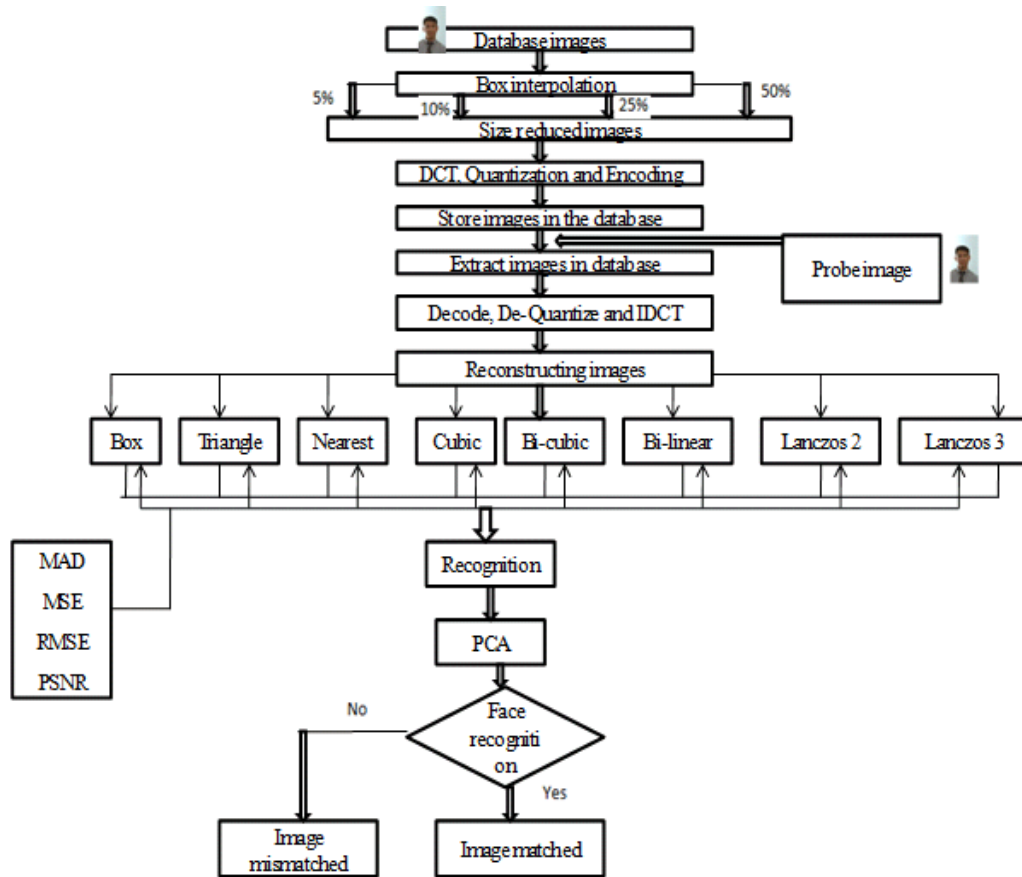 Database images
Box interpolation
5%
10%
25%
50%
Size reduced images
DCT, Quantization and Encoding
Store images in the database
Extract images in database
Probe image
Decode, De-Quantize and IDCT
Reconstructing images
Box
Triangle
Nearest
Cubic
Bi-cubic
Bi-linear
Lanczos 2
Lanczos 3
MAD
MSE
RMSE
PSNR
Recognition
PCA
Face
recogniti
on
No
Yes
Image
mismatched
Image matched